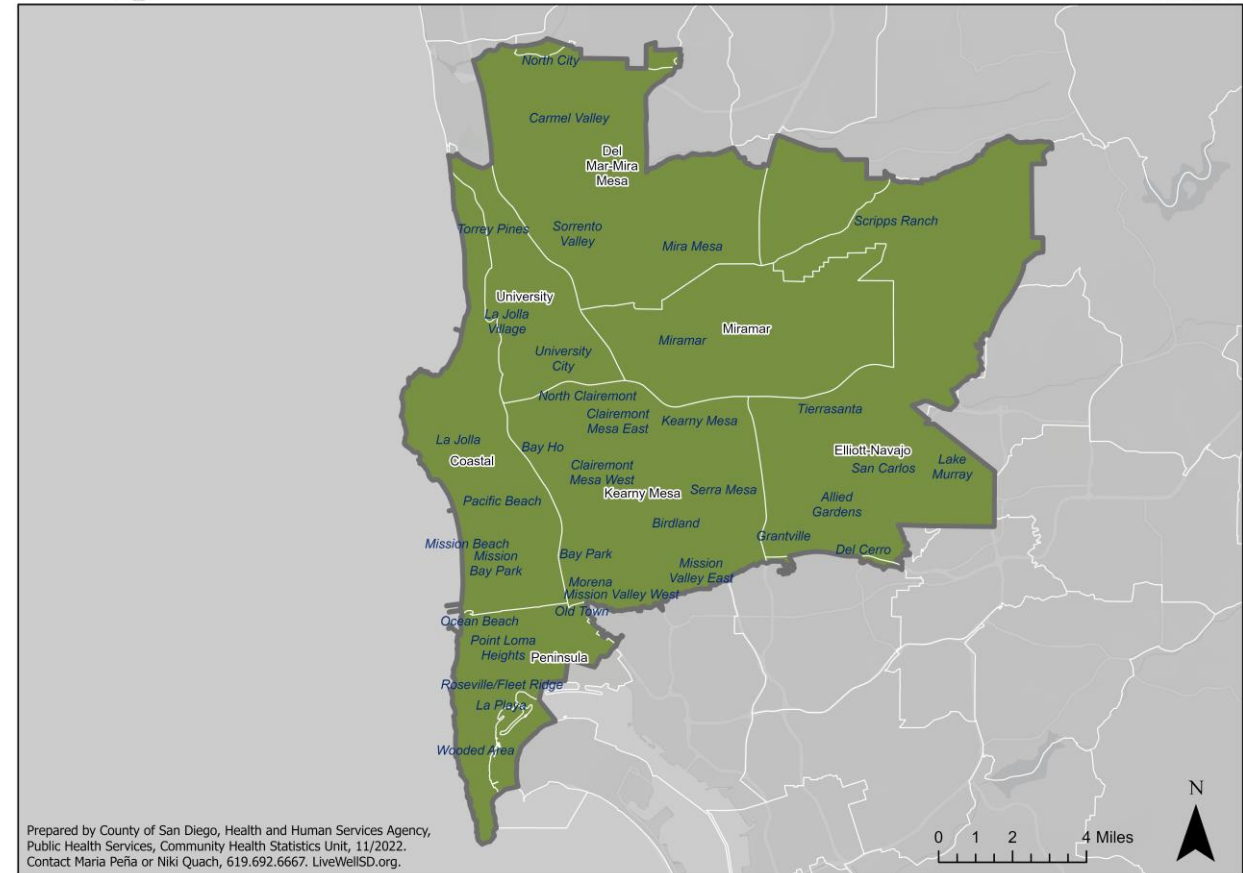 North City
Carmel Valley
Del
Mar-Mira
Mesa
Scripps Ranch
Torrey Pines
Sorrento
Valley
Mira Mesa
University
La Jolla
Village
Miramar
Miramar
University
City
North Clairemont
Clairemont
Mesa East
Kearny Mesa
Tierrasanta
La Jolla
Coastal
Bay Ho
Clairemont
Mesa West
Kearny Mesa
Serra Mesa
Elliott-Navajo
San Carlos
Lake
Murray
Pacific Beach
Allied
Gardens
Birdland
Mission Beach
Mission
Bay Park
Bay Park
Grantville
Del Cerro
Mission
Valley East
Morena
Mission Valley West
Old Town
Ocean Beach
Point Loma
Heights
Peninsula
Roseville/Fleet Ridge
La Playa
Wooded Area
N
0 1 2 4 Miles
Prepared by County of San Diego, Health and Human Services Agency,
Public Health Services, Community Health Statistics Unit, 11/2022.
Contact Maria Peña or Niki Quach, 619.692.6667. LiveWellSD.org.